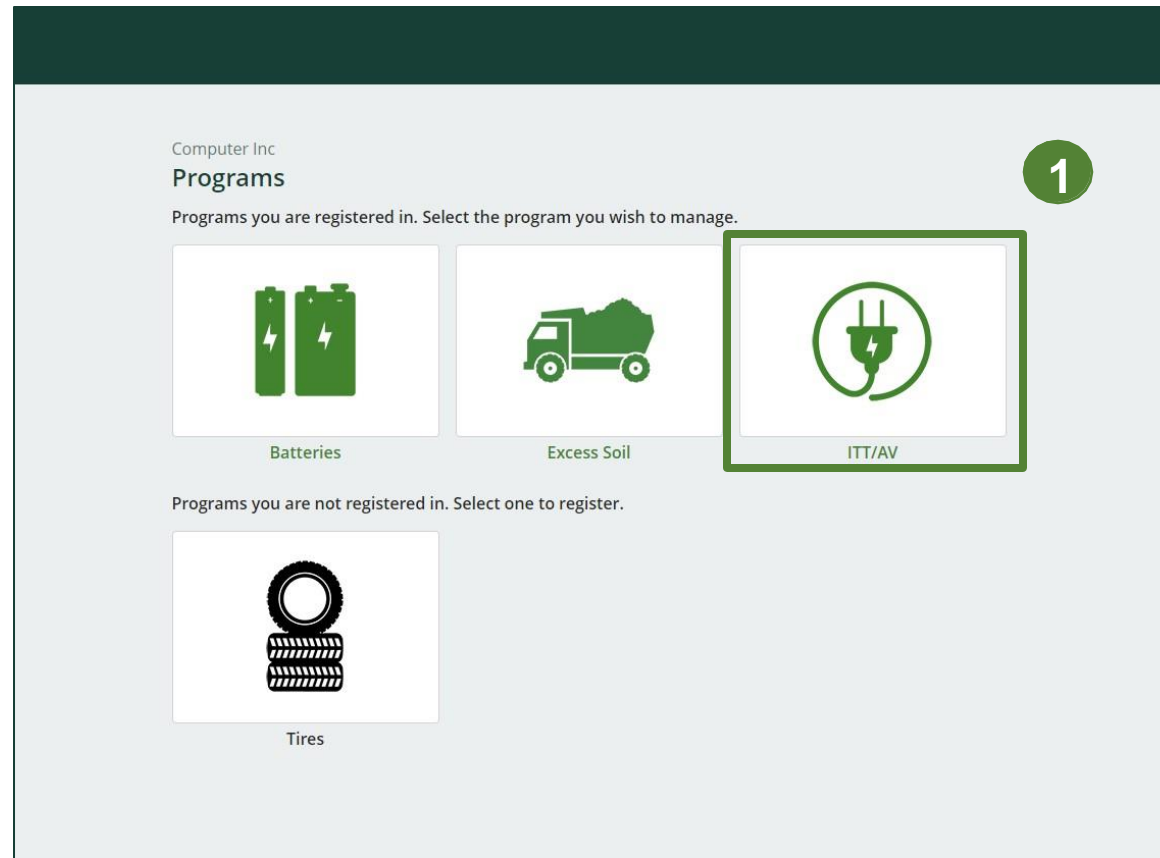 Computer Inc
Programs
1
Programs you are registered in. Select the program you wish to manage.
Batteries
Excess Soil
ITT/AV
Programs you are not registered in. Select one to register.
Tires